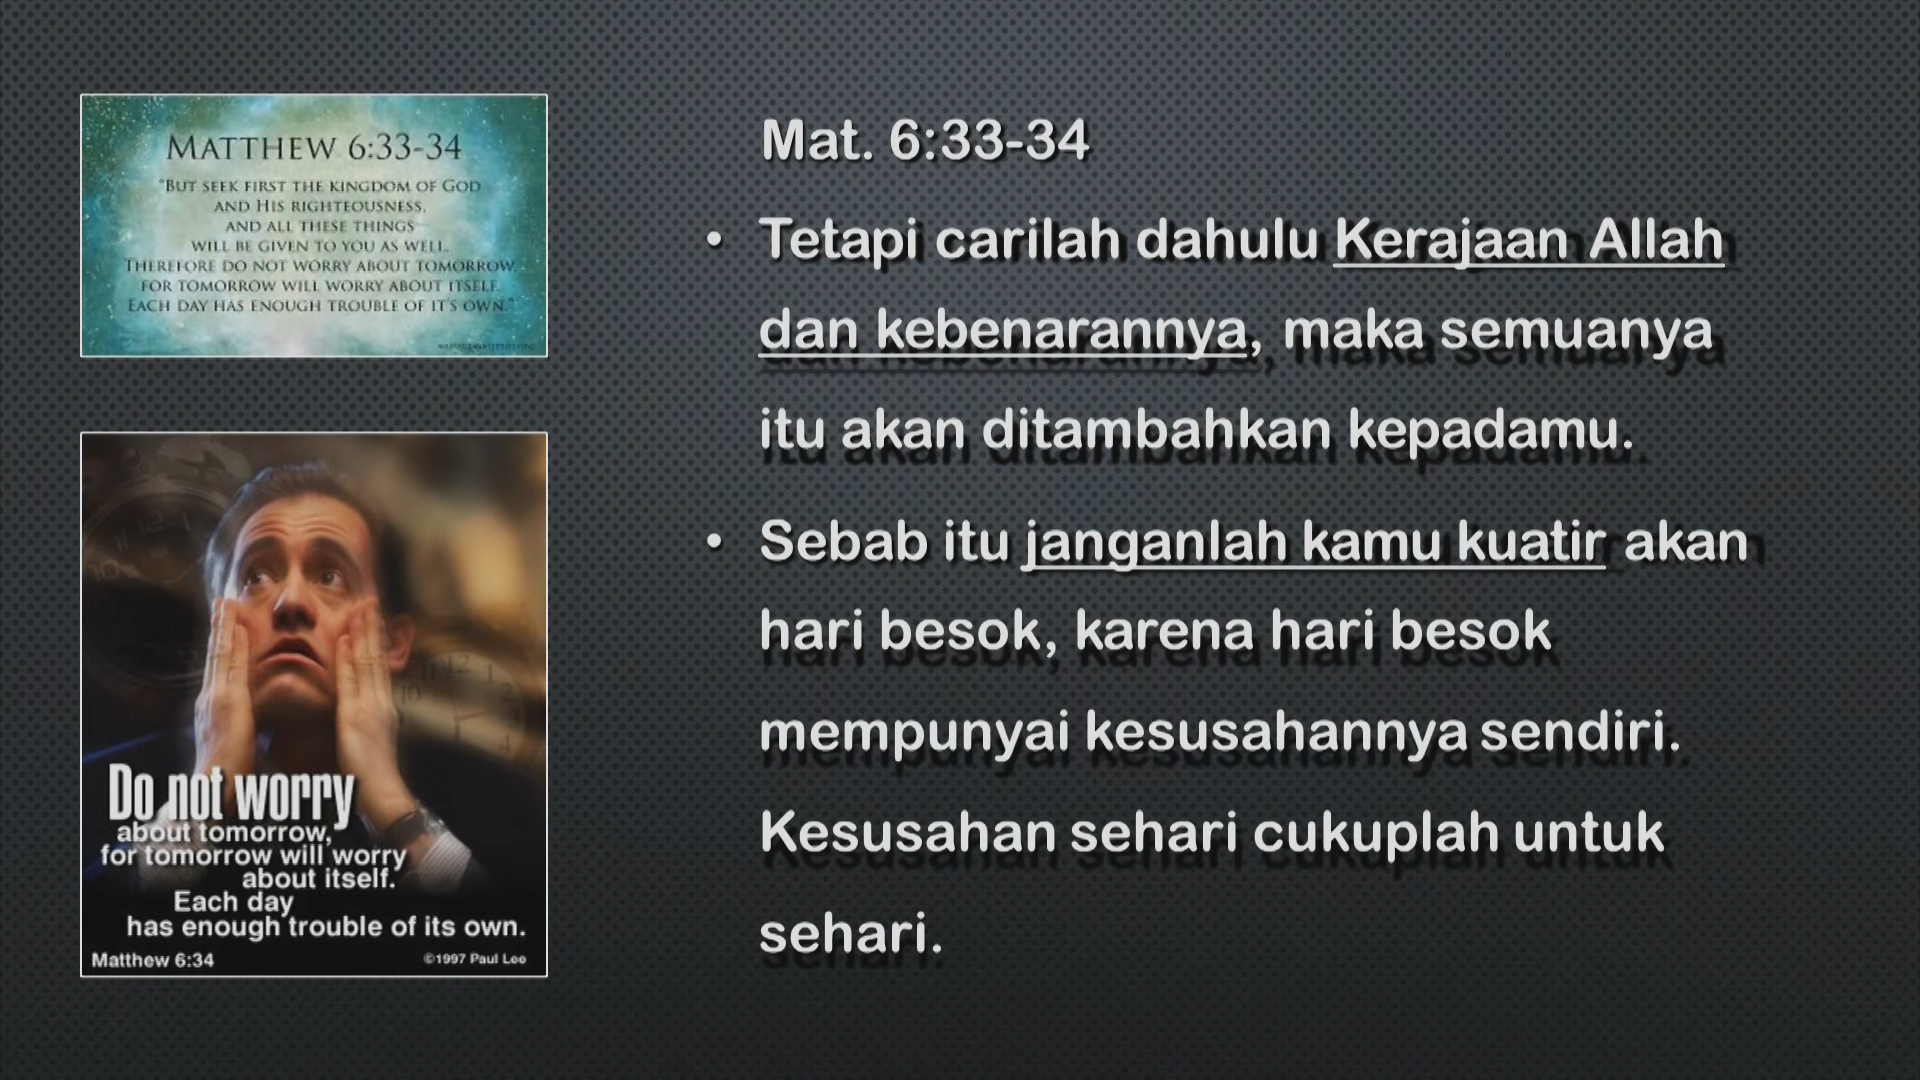 MATTHEW 6:33-34
"BUT SEEK FIRST THE KINGDOM OF GOD
AND HIS RIGHTEOUSNESS,
AND ALL THESE THINGS
WILL BE GIVEN TO YOU AS WELL.
THEREFORE DO NOT WORRY ABOUT TOMORROW,
FOR TOMORROW WILL WORRY ABOUT ITSELF.
EACH DAY HAS ENOUGH TROUBLE OF IT'S OWN."
Do not worry
about tomorrow,
for tomorrow will worry
about itself.
Each day
has enough trouble of its own.
Matthew 6:34
©1997 Paul Lee
Mat. 6:33-34
• Tetapi carilah dahulu Kerajaan Allah
dan kebenarannya, maka semuanya
itu akan ditambahkan kepadamu.
• Sebab itu janganlah kamu kuatir akan
hari besok, karena hari besok
mempunyai kesusahannya sendiri.
Kesusahan sehari cukuplah untuk
sehari.